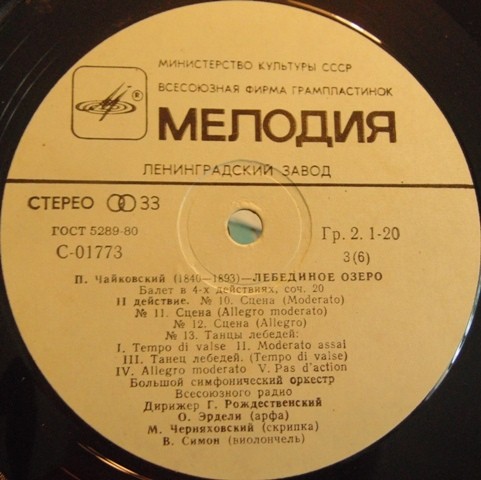 МИНИСТЕРСТВО КУЛЬТУРЫ СССР
ВСЕСОЮЗНАЯ ФИРМА ГРАМПЛАСТИНОК
МЕЛОДИЯ
ЛЕНИНГРАДСКИЙ ЗАВОД
СТЕРЕО 33
ГОСТ 5289-80
С-01773
Гр. 2. 1-20
3 (6)
П. Чайковский (1840—1893)—ЛЕБЕДИНОЕ ОЗЕРО
Балет в 4-х действиях, соч. 20
II действие. № 10. Сцена (Moderato)
№ 11. Сцена (Allegro moderato)
№ 12. Сцена (Allegro)
№ 13. Танцы лебедей:
I. Tempo di valse II. Moderato assai
III. Танец лебедей. (Tempo di valse)
IV. Allegro moderato V. Pas d'action
Большой симфонический оркестр
Всесоюзного радио
Дирижер Г. Рождественский
О. Эрдели (арфа)
М. Черняховский (скрипка)
В. Симон (виолончель)